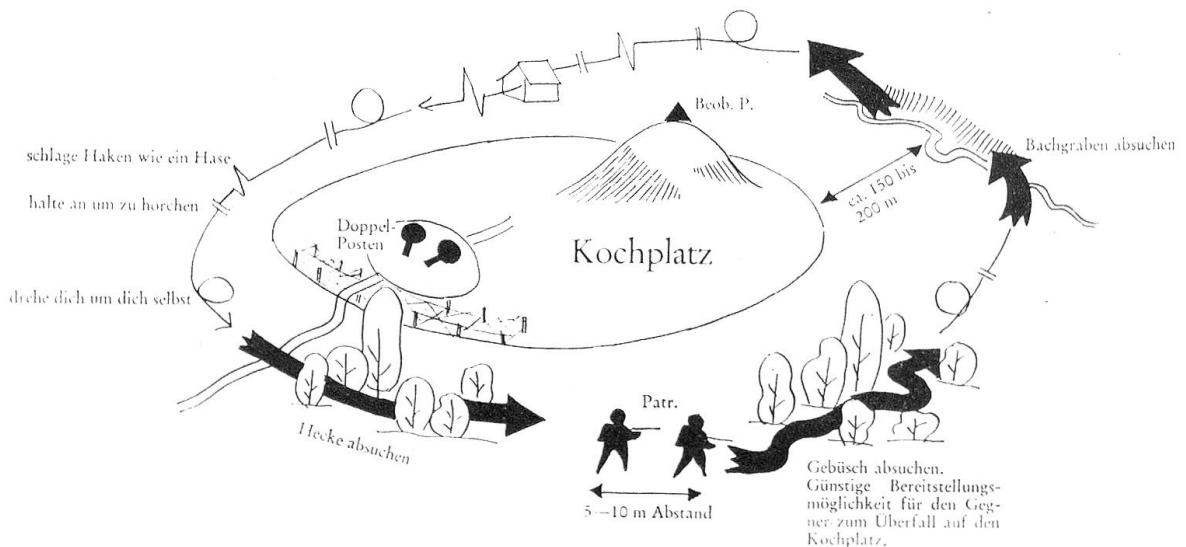 Beob. P.
Bachgraben absuchen
schlage Haken wie ein Hase
ca. 150 bis
200 m
halte an um zu horchen
Doppel-
Posten
Kochplatz
drehe dich um dich selbst
Patr.
Hecke absuchen
5—10 m Abstand
Gebüsch absuchen.
Günstige Bereitstellungs-
möglichkeit für den Geg-
ner zum Überfall auf den
Kochplatz.